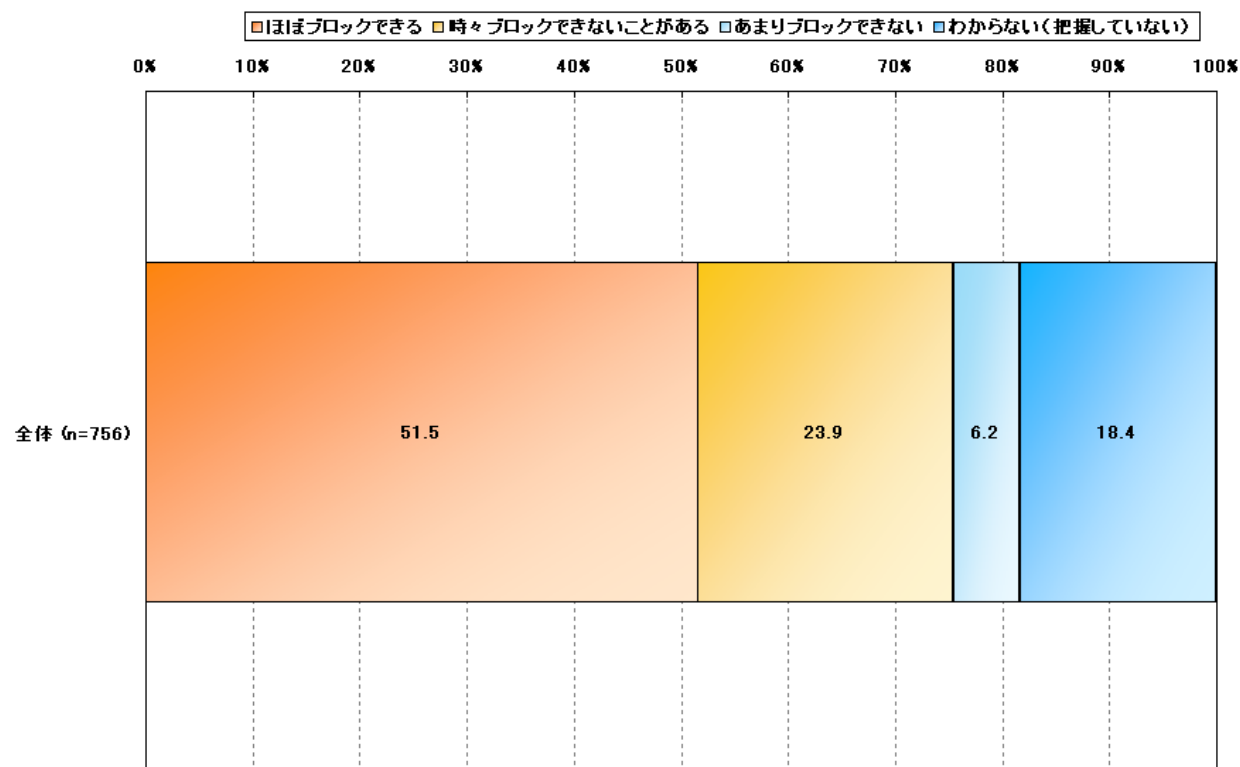 ほぼブロックできる 時々ブロックできないことがある あまりブロックできない わからない(把握していない)
0% 10% 20% 30% 40% 50% 60% 70% 80% 90% 100%
全体 (n=756) 51.5 23.9 6.2 18.4